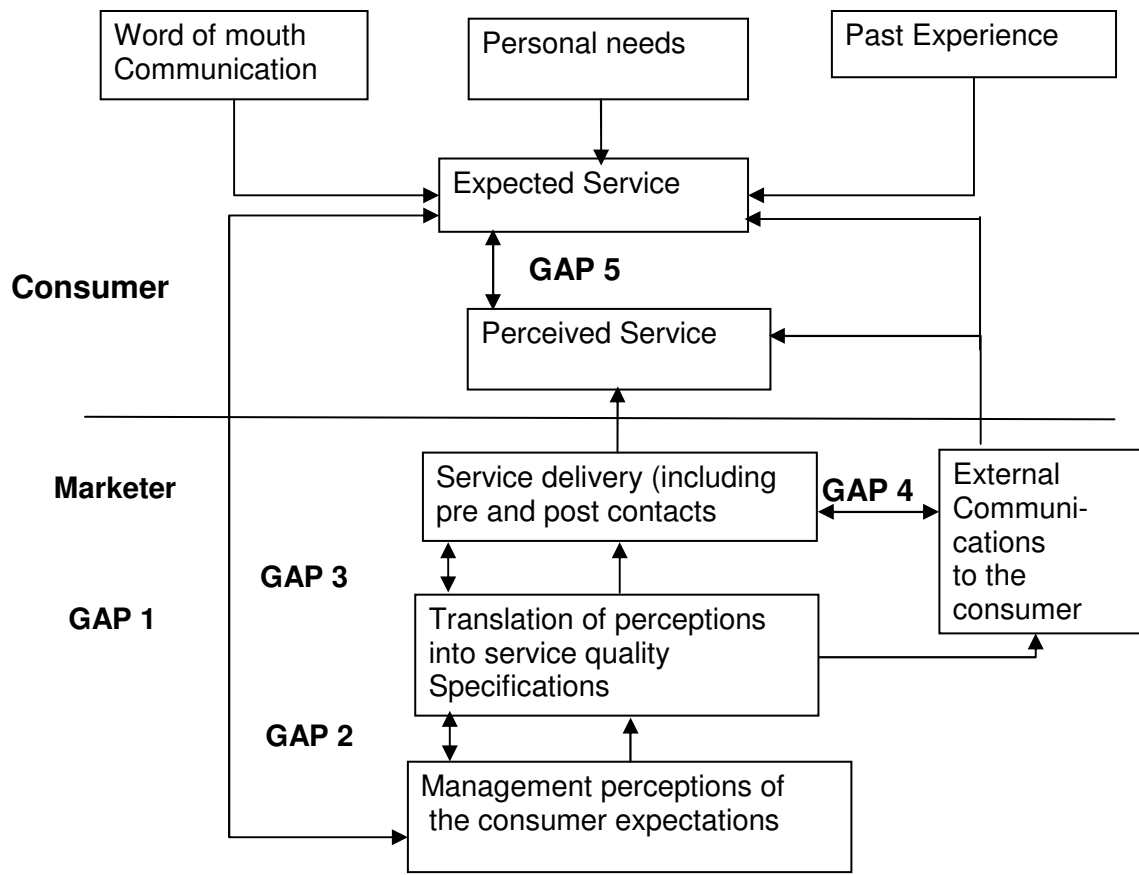 Word of mouth
Communication
Personal needs
Past Experience
Expected Service
GAP 5
Consumer
Perceived Service
Marketer
Service delivery (including
pre and post contacts
GAP 4
External
Communi-
cations
to the
consumer
GAP 3
GAP 1
Translation of perceptions
into service quality
Specifications
GAP 2
Management perceptions of
the consumer expectations